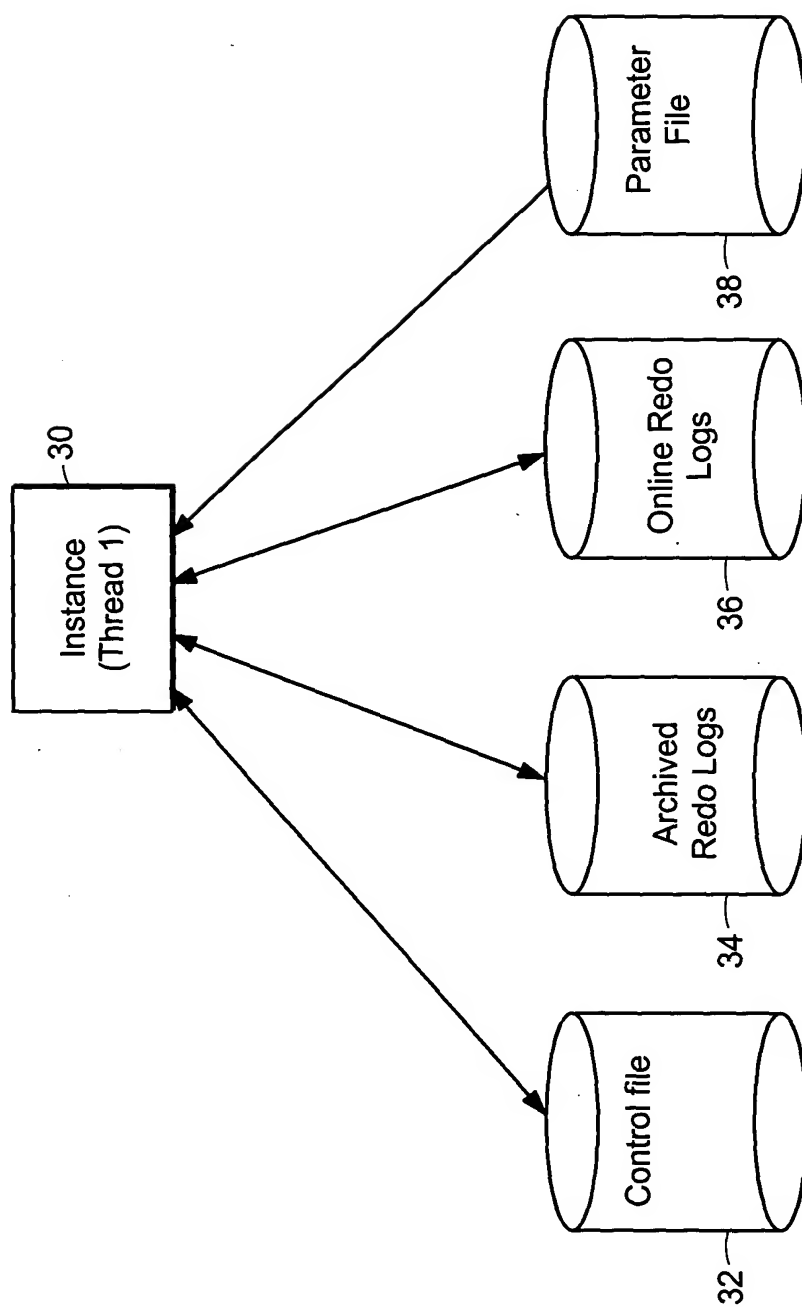 Instance
(Thread 1)
30
Control file
32
Archived
Redo Logs
34
Online Redo
Logs
36
Parameter
File
38